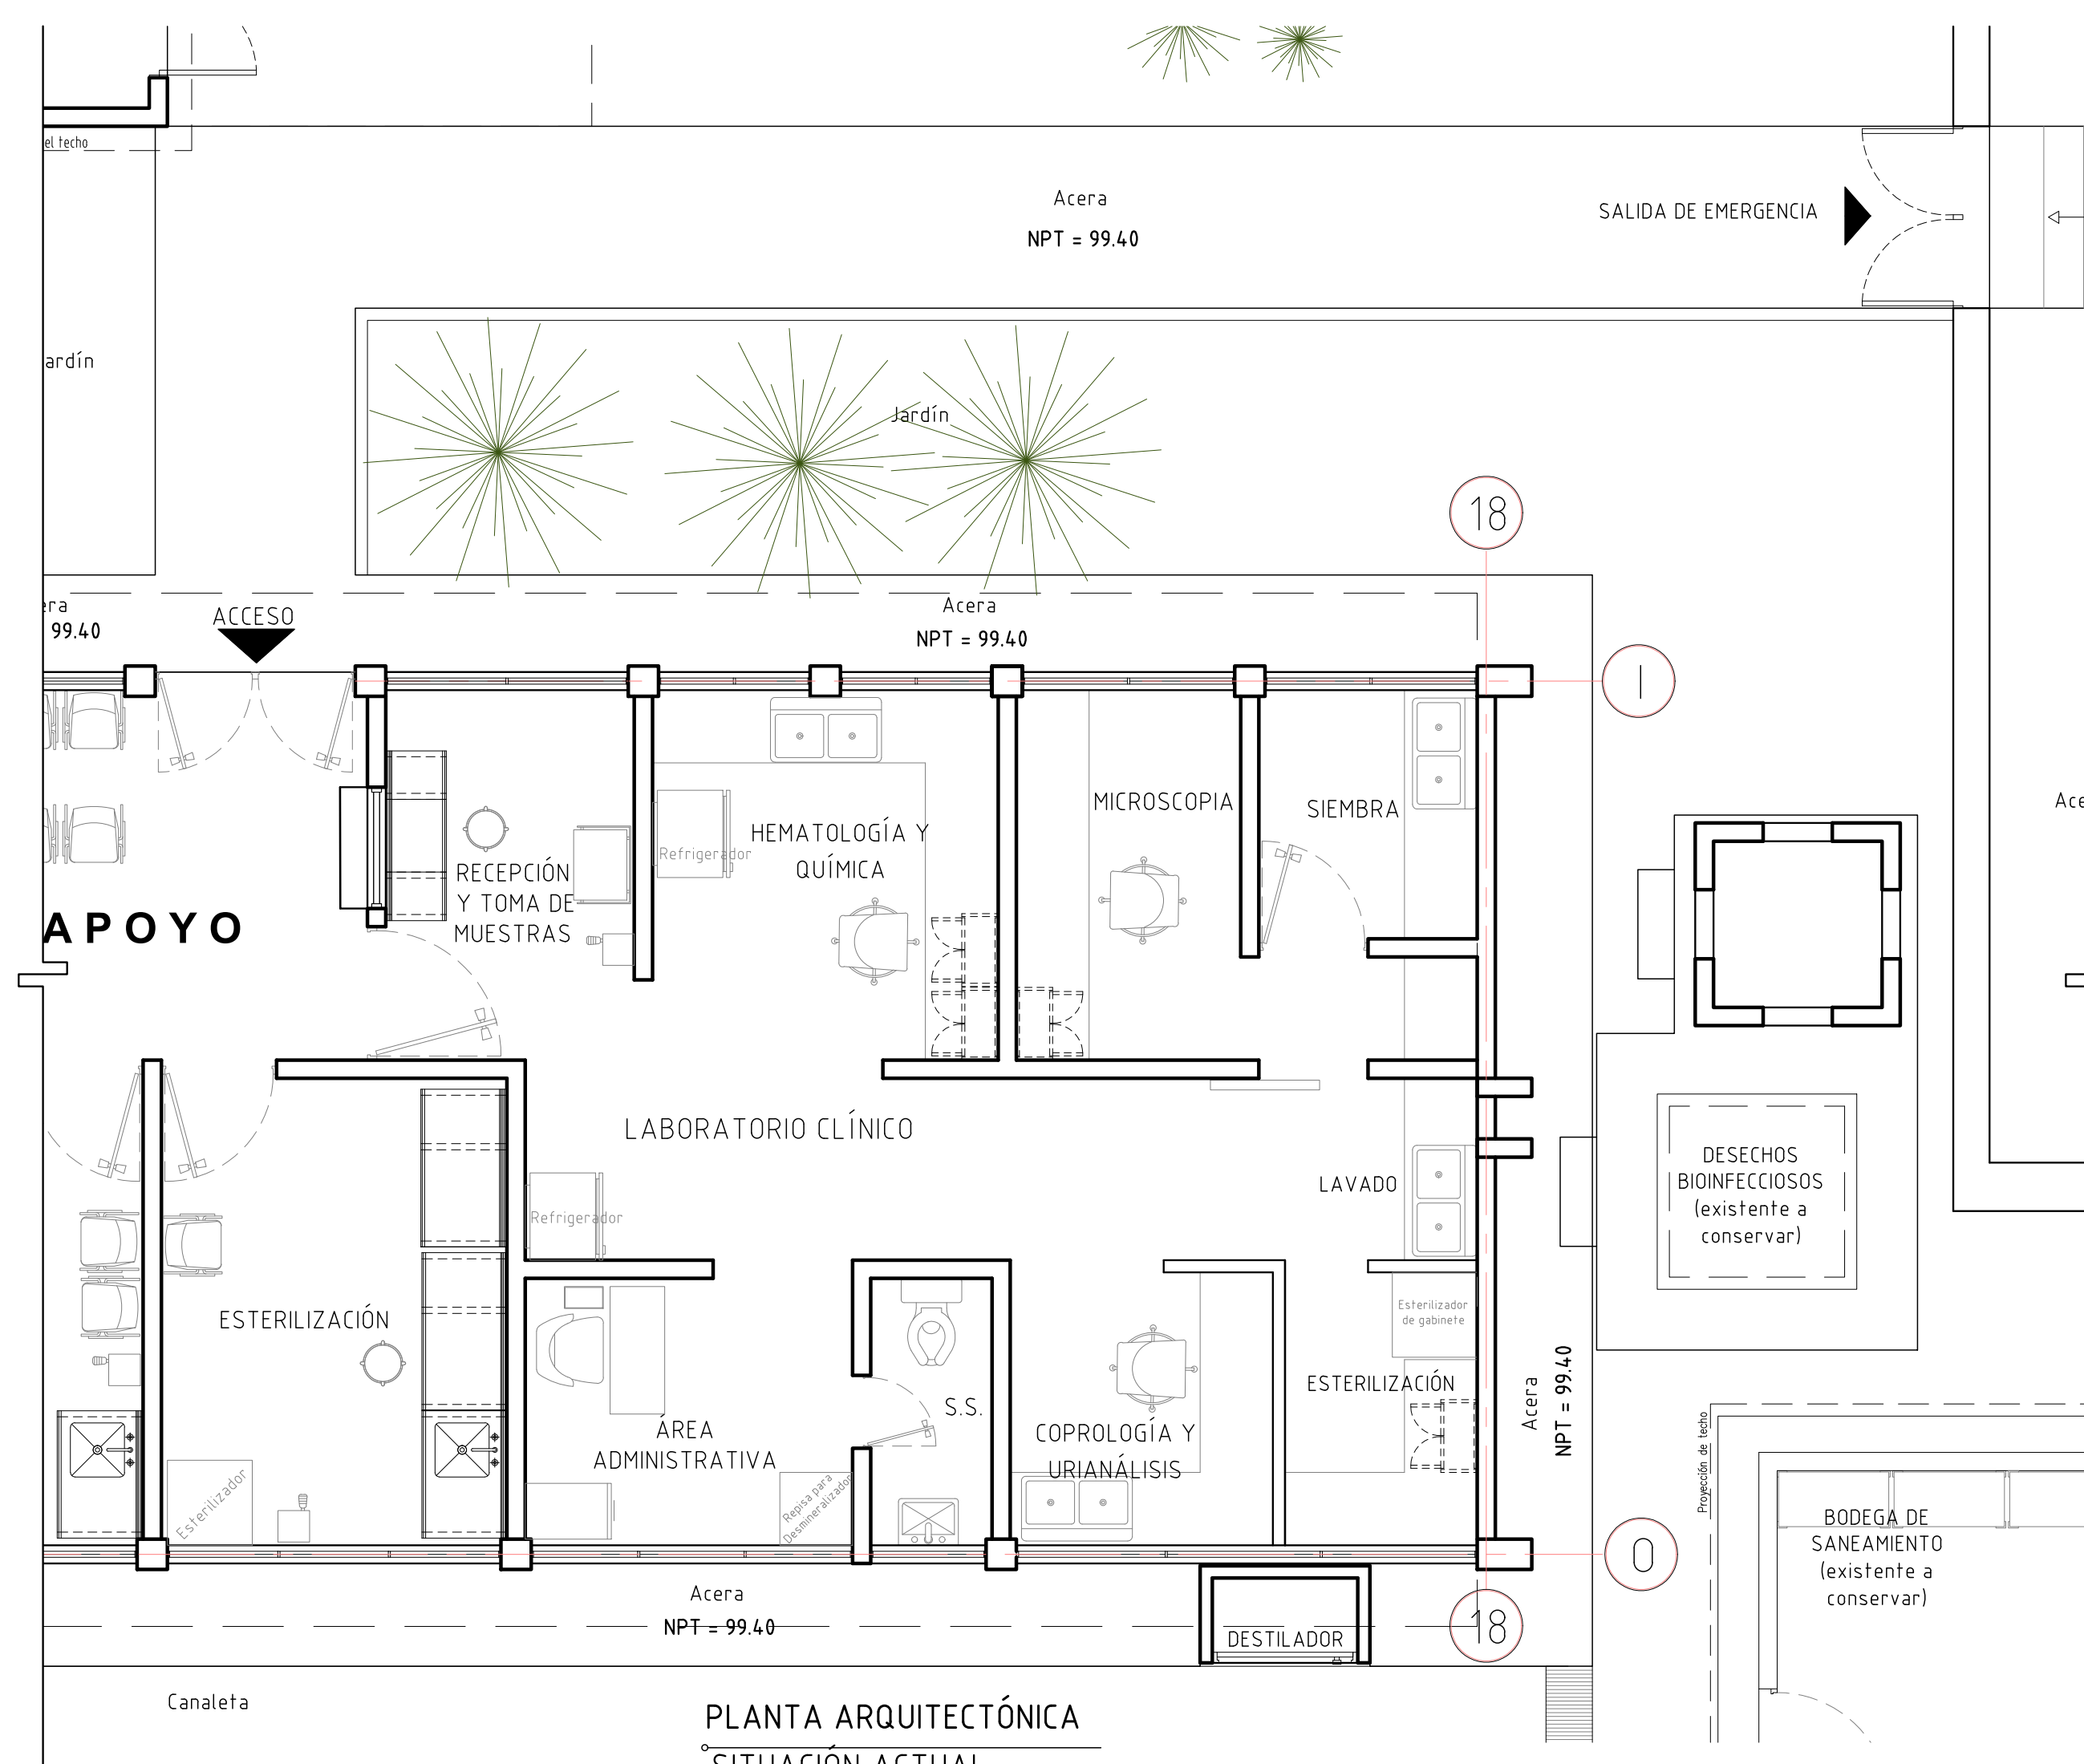 el techo
Acera
NPT = 99.40
SALIDA DE EMERGENCIA
ardín
Jardín
18
era
99.40
ACCESO
Acera
NPT = 99.40
I
MICROSCOPIA
SIEMBRA
HEMATOLOGÍA Y
QUÍMICA
Refrigerador
RECEPCIÓN
Y TOMA DE
MUESTRAS
Ace
APOYO
LABORATORIO CLÍNICO
LAVADO
Refrigerador
DESECHOS
BIOINFECCIOSOS
(existente a
conservar)
ESTERILIZACIÓN
Esterilizador
de gabinete
ESTERILIZACIÓN
S.S.
ÁREA
ADMINISTRATIVA
COPROLOGÍA Y
URIANÁLISIS
Acera
NPT = 99.40
Esterilizador
Repisa para
Desmineralizador
Proyección de techo
BODEGA DE
SANEAMIENTO
(existente a
conservar)
O
Acera
NPT = 99.40
18
DESTILADOR
Canaleta
PLANTA ARQUITECTÓNICA
SITUACIÓN ACTUAL